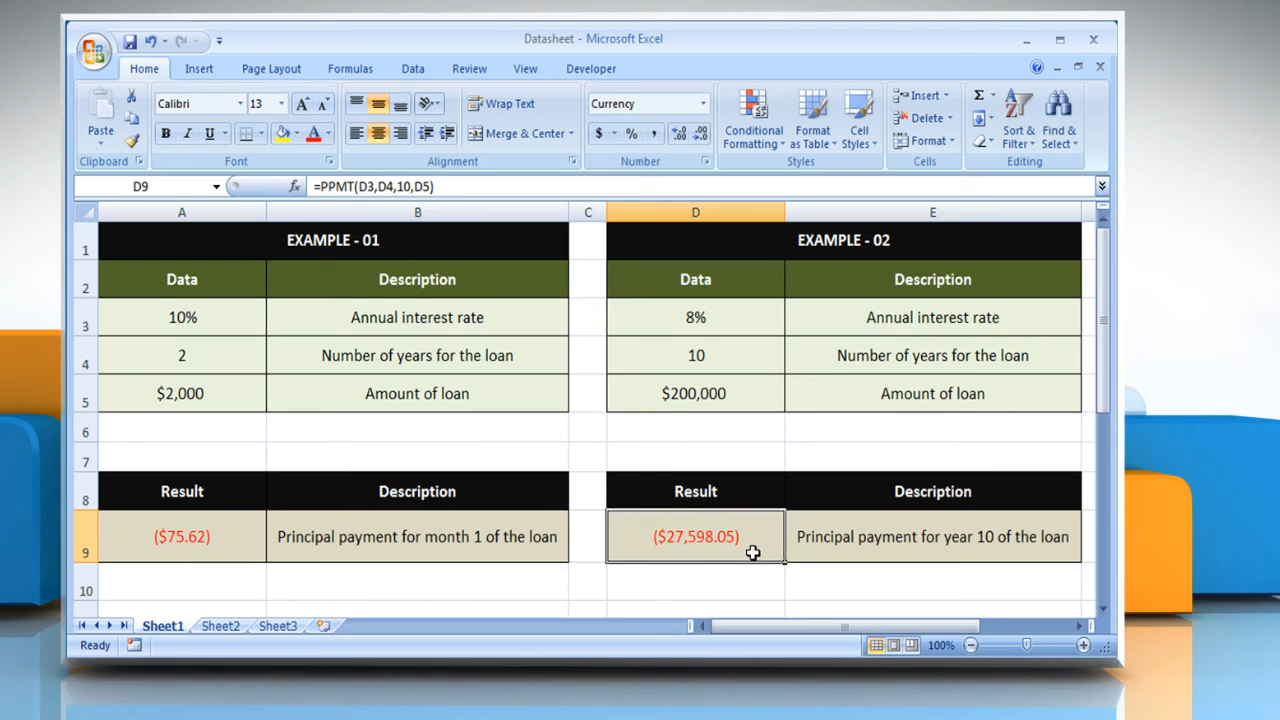 Datasheet - Microsoft Excel
Home Insert Page Layout Formulas Data Review View Developer
Calibri 13 Wrap Text Currency
Paste B I U Merge & Center $ % , Conditional Formatting Format as Table Cell Styles Insert Delete Format Σ Sort & Filter Find & Select
Clipboard Font Alignment Number Styles Cells Editing
D9 fx =PPMT(D3,D4,10,D5)
A B C D E
1 EXAMPLE - 01 EXAMPLE - 02
2 Data Description Data Description
3 10% Annual interest rate 8% Annual interest rate
4 2 Number of years for the loan 10 Number of years for the loan
5 $2,000 Amount of loan $200,000 Amount of loan
6
7
8 Result Description Result Description
9 ($75.62) Principal payment for month 1 of the loan ($27,598.05) Principal payment for year 10 of the loan
10
Sheet1 Sheet2 Sheet3
Ready 100%